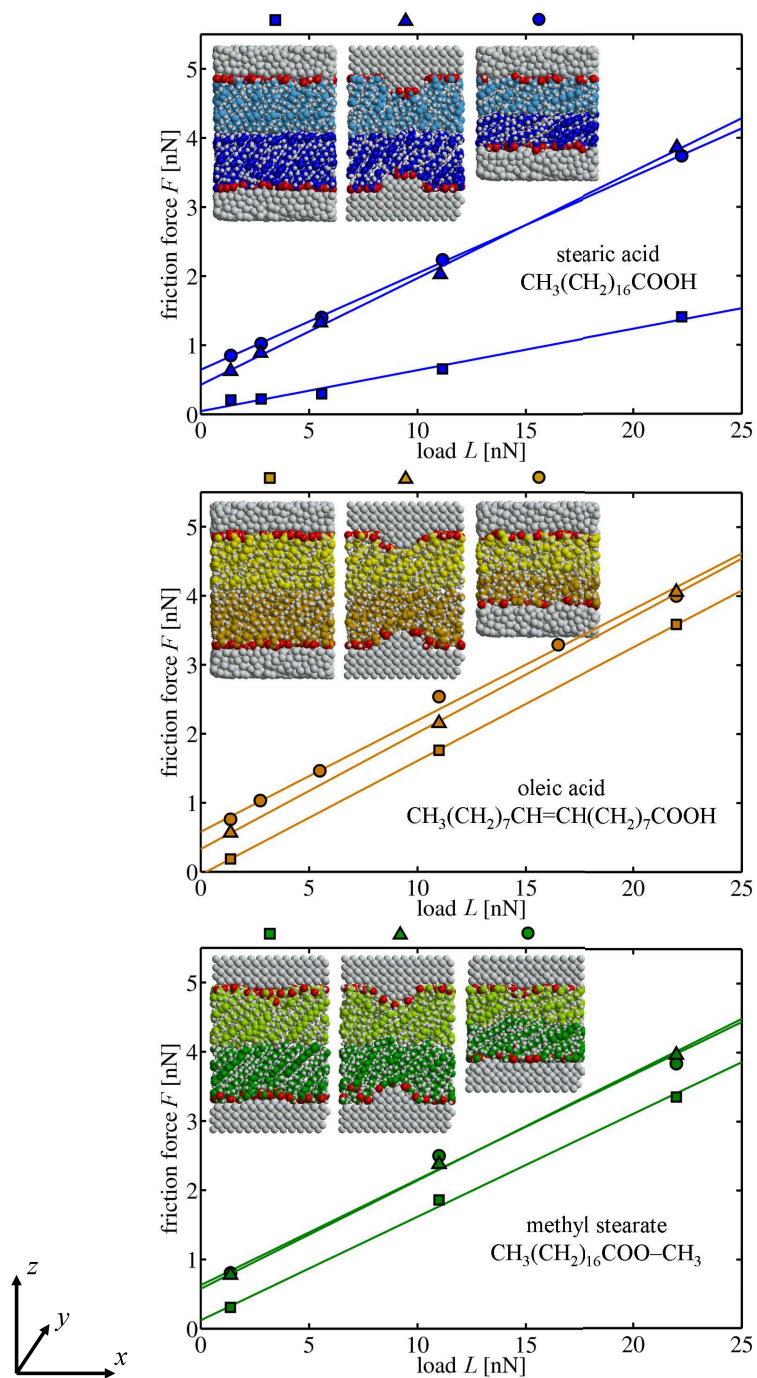 5
4
3
2
1
0
friction force F [nN]
stearic acid
CH₃(CH₂)₁₆COOH
0 5 10 15 20 25
load L [nN]
5
4
3
2
1
0
friction force F [nN]
oleic acid
CH₃(CH₂)₇CH=CH(CH₂)₇COOH
0 5 10 15 20 25
load L [nN]
5
4
3
2
1
0
friction force F [nN]
methyl stearate
CH₃(CH₂)₁₆COO–CH₃
0 5 10 15 20 25
load L [nN]
z
y
x